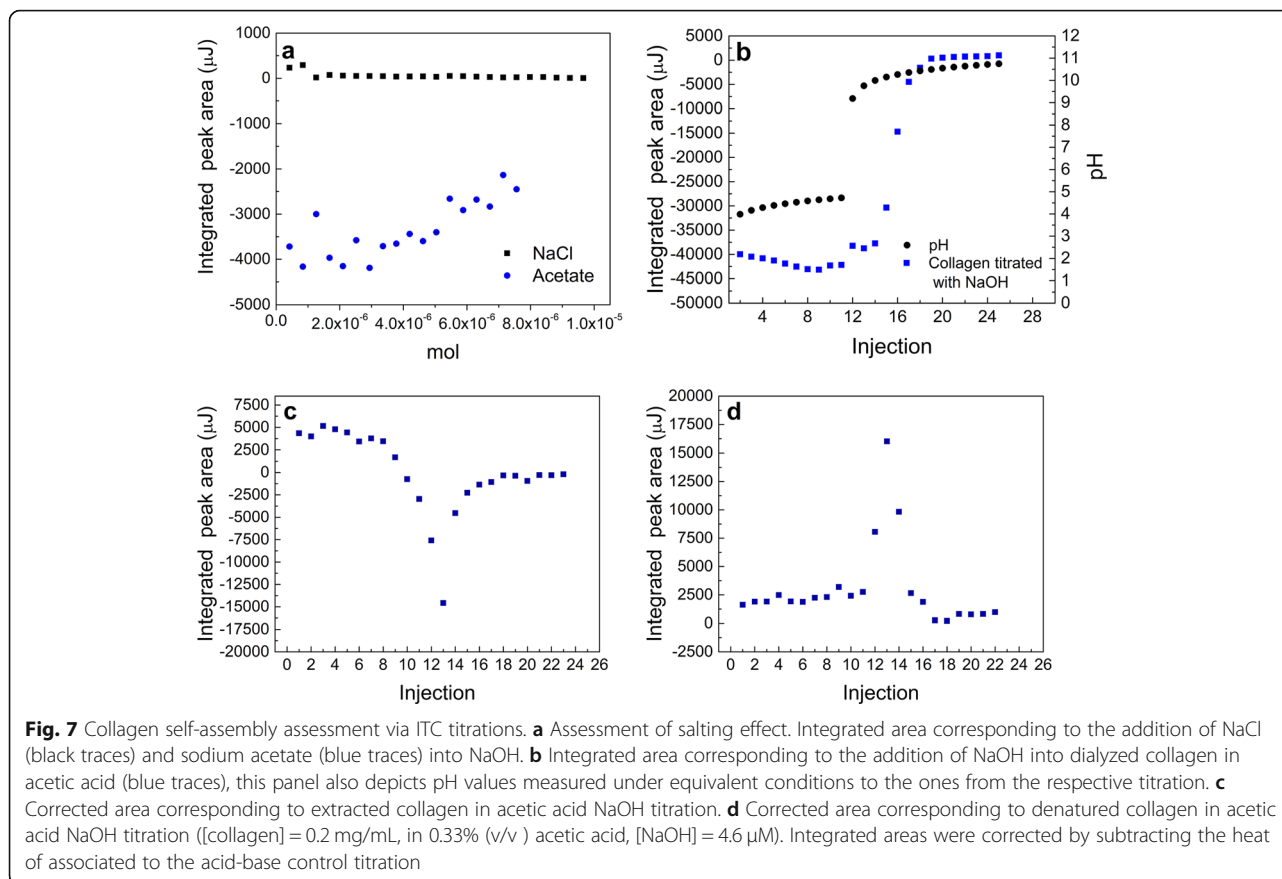 a
1000
0
-1000
-2000
-3000
-4000
-5000
Integrated peak area (µJ)
NaCl
Acetate
0.0 2.0x10⁻⁶ 4.0x10⁻⁶ 6.0x10⁻⁶ 8.0x10⁻⁶ 1.0x10⁻⁵
mol
b
5000
0
-5000
-10000
-15000
-20000
-25000
-30000
-35000
-40000
-45000
-50000
Integrated peak area (µJ)
pH
Collagen titrated
with NaOH
12
11
10
9
8
7
6
5
4
3
2
1
0
pH
4 8 12 16 20 24 28
Injection
c
7500
5000
2500
0
-2500
-5000
-7500
-10000
-12500
-15000
-17500
-20000
Integrated peak area (µJ)
0 2 4 6 8 10 12 14 16 18 20 22 24 26
Injection
d
20000
17500
15000
12500
10000
7500
5000
2500
0
-2500
Integrated peak area (µJ)
0 2 4 6 8 10 12 14 16 18 20 22 24 26
Injection
Fig. 7 Collagen self-assembly assessment via ITC titrations. a Assessment of salting effect. Integrated area corresponding to the addition of NaCl
(black traces) and sodium acetate (blue traces) into NaOH. b Integrated area corresponding to the addition of NaOH into dialyzed collagen in
acetic acid (blue traces), this panel also depicts pH values measured under equivalent conditions to the ones from the respective titration. c
Corrected area corresponding to extracted collagen in acetic acid NaOH titration. d Corrected area corresponding to denatured collagen in acetic
acid NaOH titration ([collagen] = 0.2 mg/mL, in 0.33% (v/v ) acetic acid, [NaOH] = 4.6 µM). Integrated areas were corrected by subtracting the heat
of associated to the acid-base control titration